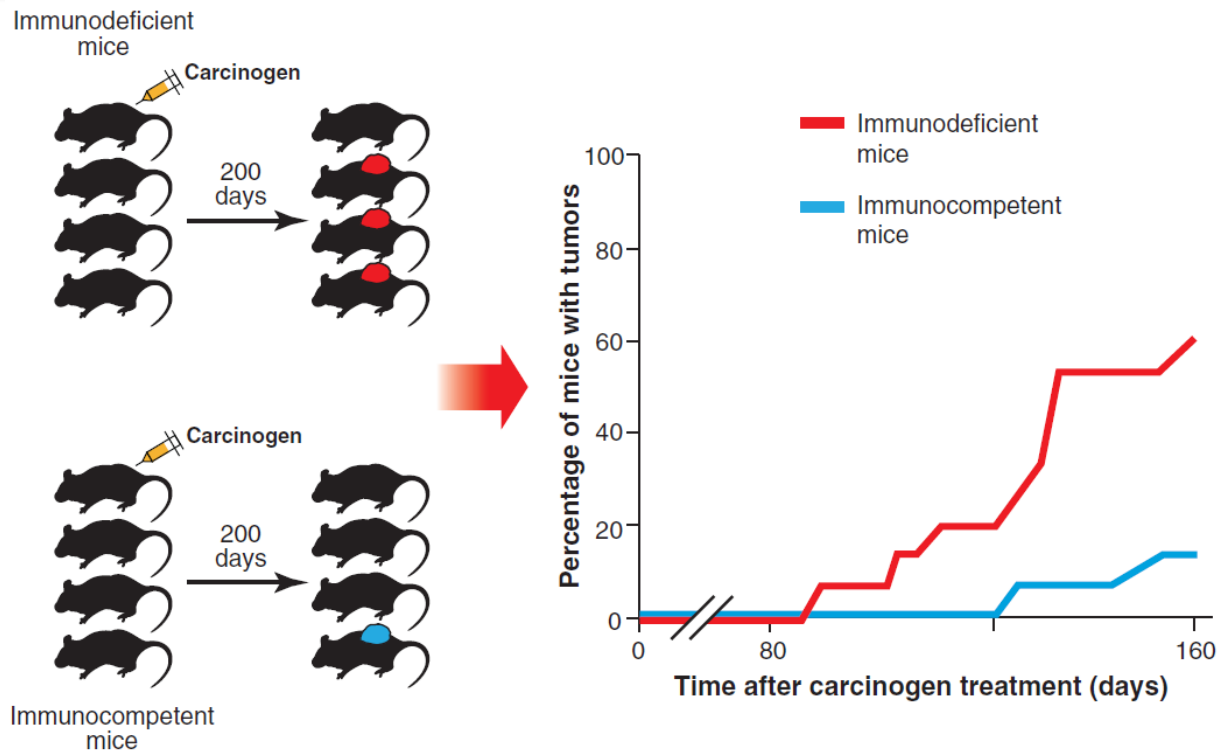 Immunodeficient
mice
Carcinogen
200
days
Carcinogen
200
days
Immunocompetent
mice
Immunodeficient
mice
Immunocompetent
mice
Percentage of mice with tumors
100
80
60
40
20
0
0
80
160
Time after carcinogen treatment (days)